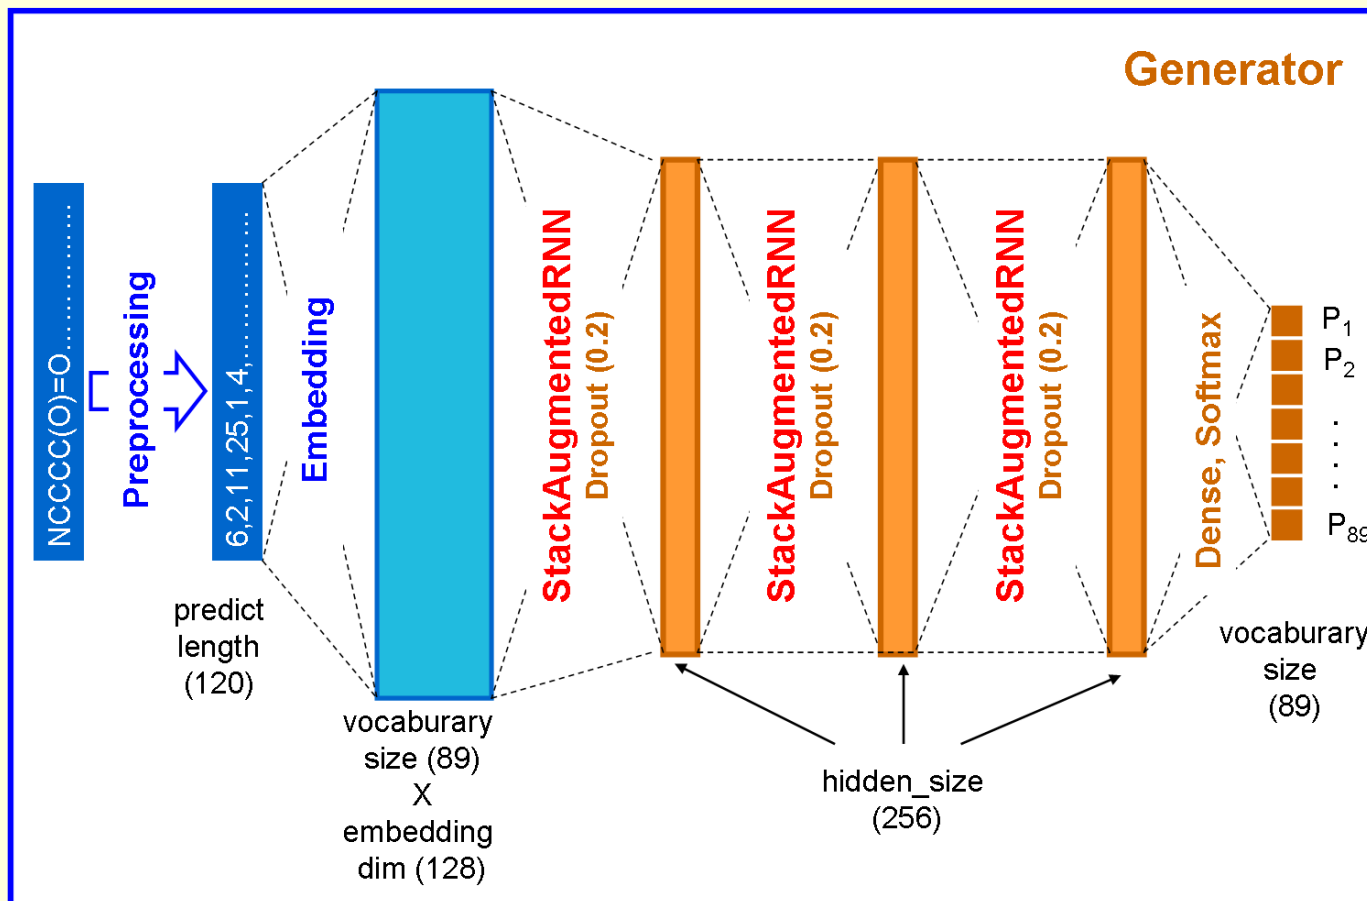 Generator
NCCCC(O)=O……………
Preprocessing
6,2,11,25,1,4,……………
predict
length
(120)
Embedding
vocaburary
size (89)
X
embedding
dim (128)
StackAugmentedRNN
Dropout (0.2)
StackAugmentedRNN
Dropout (0.2)
StackAugmentedRNN
Dropout (0.2)
hidden_size
(256)
Dense, Softmax
P1
P2
.
.
.
.
P89
vocaburary
size
(89)